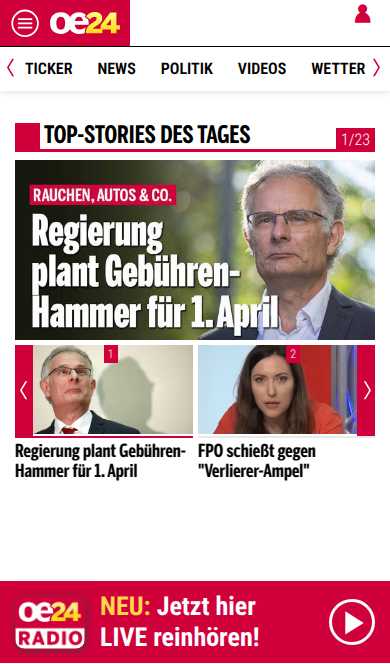 oe24
TICKER NEWS POLITIK VIDEOS WETTER
TOP-STORIES DES TAGES
1/23
RAUCHEN, AUTOS & CO.
Regierung
plant Gebühren-
Hammer für 1. April
1
2
Regierung plant Gebühren-
Hammer für 1. April
FPO schießt gegen
"Verlierer-Ampel"
oe24
RADIO
NEU: Jetzt hier
LIVE reinhören!